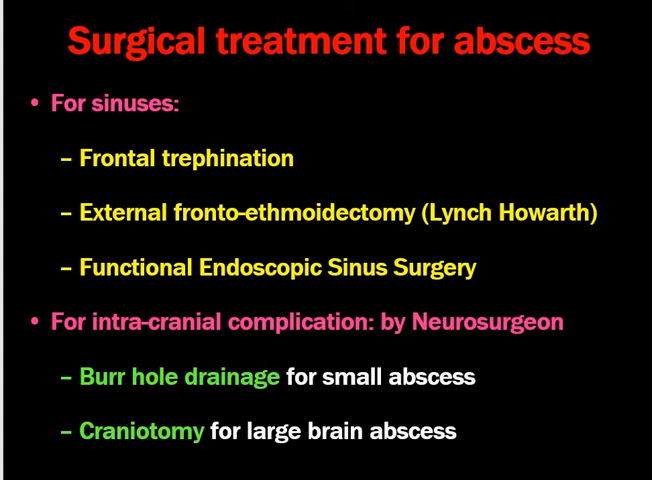 Surgical treatment for abscess
• For sinuses:
– Frontal trephination
– External fronto-ethmoidectomy (Lynch Howarth)
– Functional Endoscopic Sinus Surgery
• For intra-cranial complication: by Neurosurgeon
– Burr hole drainage for small abscess
– Craniotomy for large brain abscess